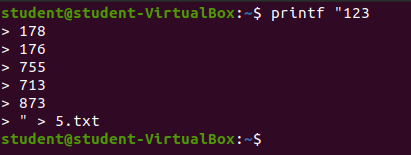 student@student-VirtualBox:~$ printf "123
> 178
> 176
> 755
> 713
> 873
> " > 5.txt
student@student-VirtualBox:~$